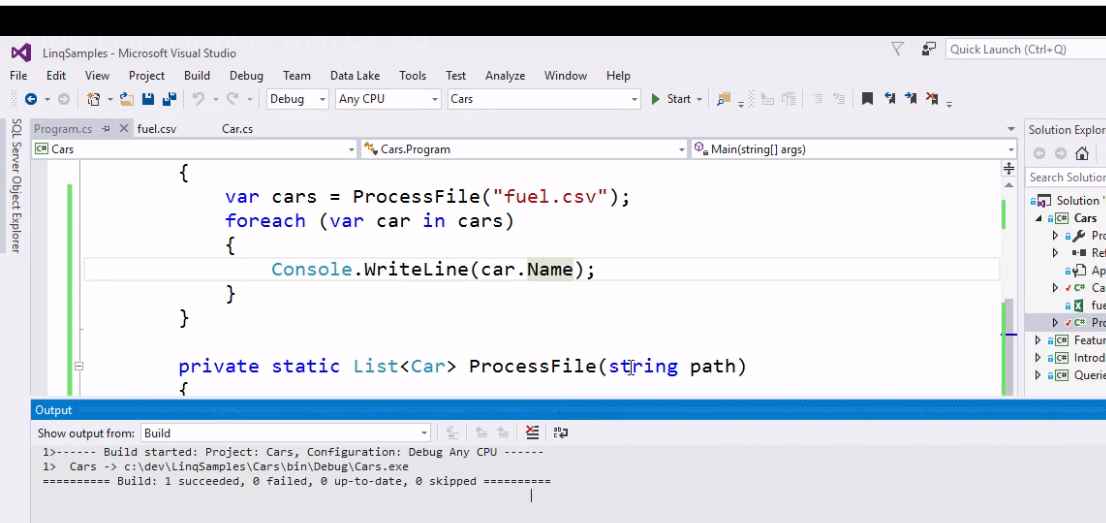 LinqSamples - Microsoft Visual Studio
Quick Launch (Ctrl+Q)
File Edit View Project Build Debug Team Data Lake Tools Test Analyze Window Help
Debug Any CPU Cars Start
SQL Server Object Explorer
Program.cs fuel.csv Car.cs
Cars Cars.Program Main(string[] args)
{
var cars = ProcessFile("fuel.csv");
foreach (var car in cars)
{
Console.WriteLine(car.Name);
}
}
private static List<Car> ProcessFile(string path)
{
Solution Explor
Search Solution
Solution '
Cars
Pro
Ref
Ap
Ca
fue
Pro
Featur
Introd
Querie
Output
Show output from: Build
1>------ Build started: Project: Cars, Configuration: Debug Any CPU ------
1> Cars -> c:\dev\LinqSamples\Cars\bin\Debug\Cars.exe
========== Build: 1 succeeded, 0 failed, 0 up-to-date, 0 skipped ==========